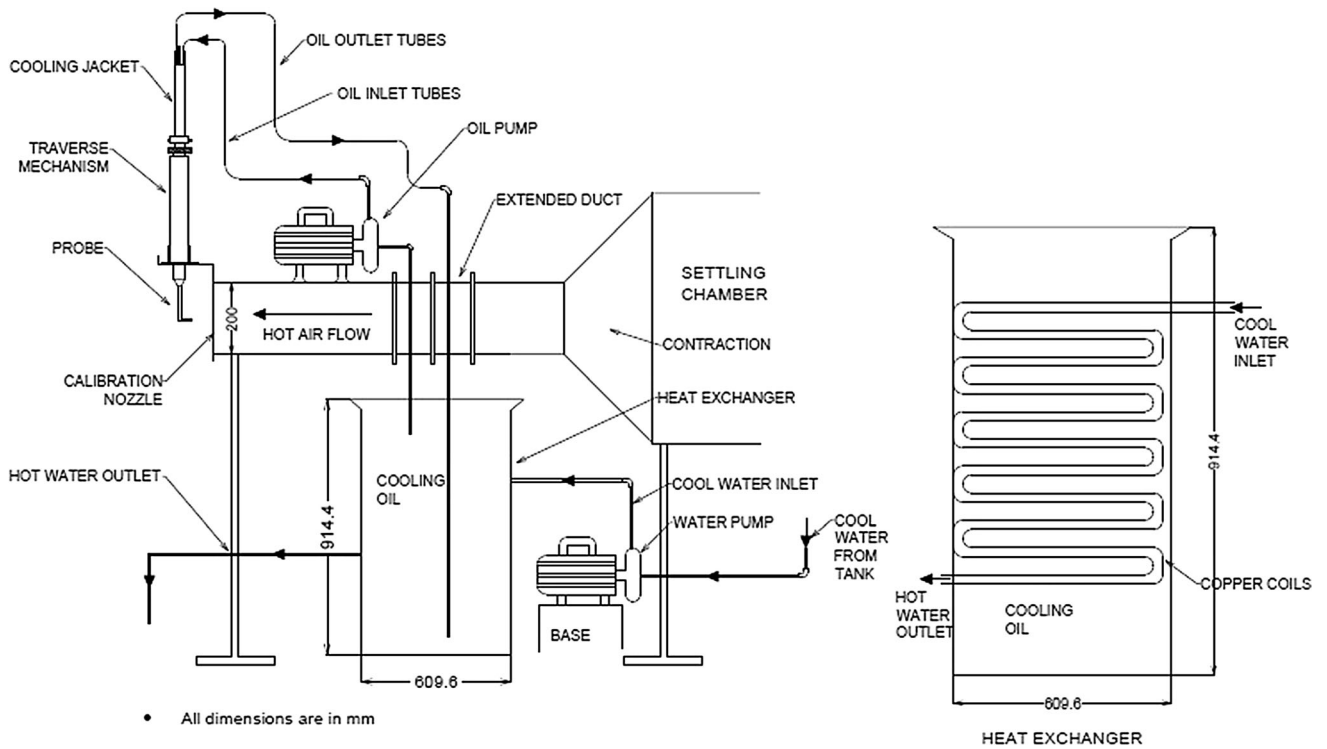 OIL OUTLET TUBES
COOLING JACKET
OIL INLET TUBES
OIL PUMP
TRAVERSE
MECHANISM
EXTENDED DUCT
PROBE
SETTLING
CHAMBER
200
HOT AIR FLOW
CONTRACTION
CALIBRATION
NOZZLE
HEAT EXCHANGER
HOT WATER OUTLET
COOLING
OIL
COOL WATER INLET
914.4
WATER PUMP
COOL
WATER
FROM
TANK
BASE
609.6
• All dimensions are in mm
COOL
WATER
INLET
914.4
COPPER COILS
HOT
WATER
OUTLET
COOLING
OIL
609.6
HEAT EXCHANGER